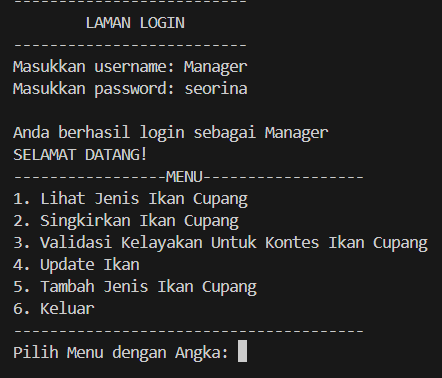 --------------------------
LAMAN LOGIN
--------------------------
Masukkan username: Manager
Masukkan password: seorina
Anda berhasil login sebagai Manager
SELAMAT DATANG!
-----------------MENU------------------
1. Lihat Jenis Ikan Cupang
2. Singkirkan Ikan Cupang
3. Validasi Kelayakan Untuk Kontes Ikan Cupang
4. Update Ikan
5. Tambah Jenis Ikan Cupang
6. Keluar
---------------------------------------
Pilih Menu dengan Angka: